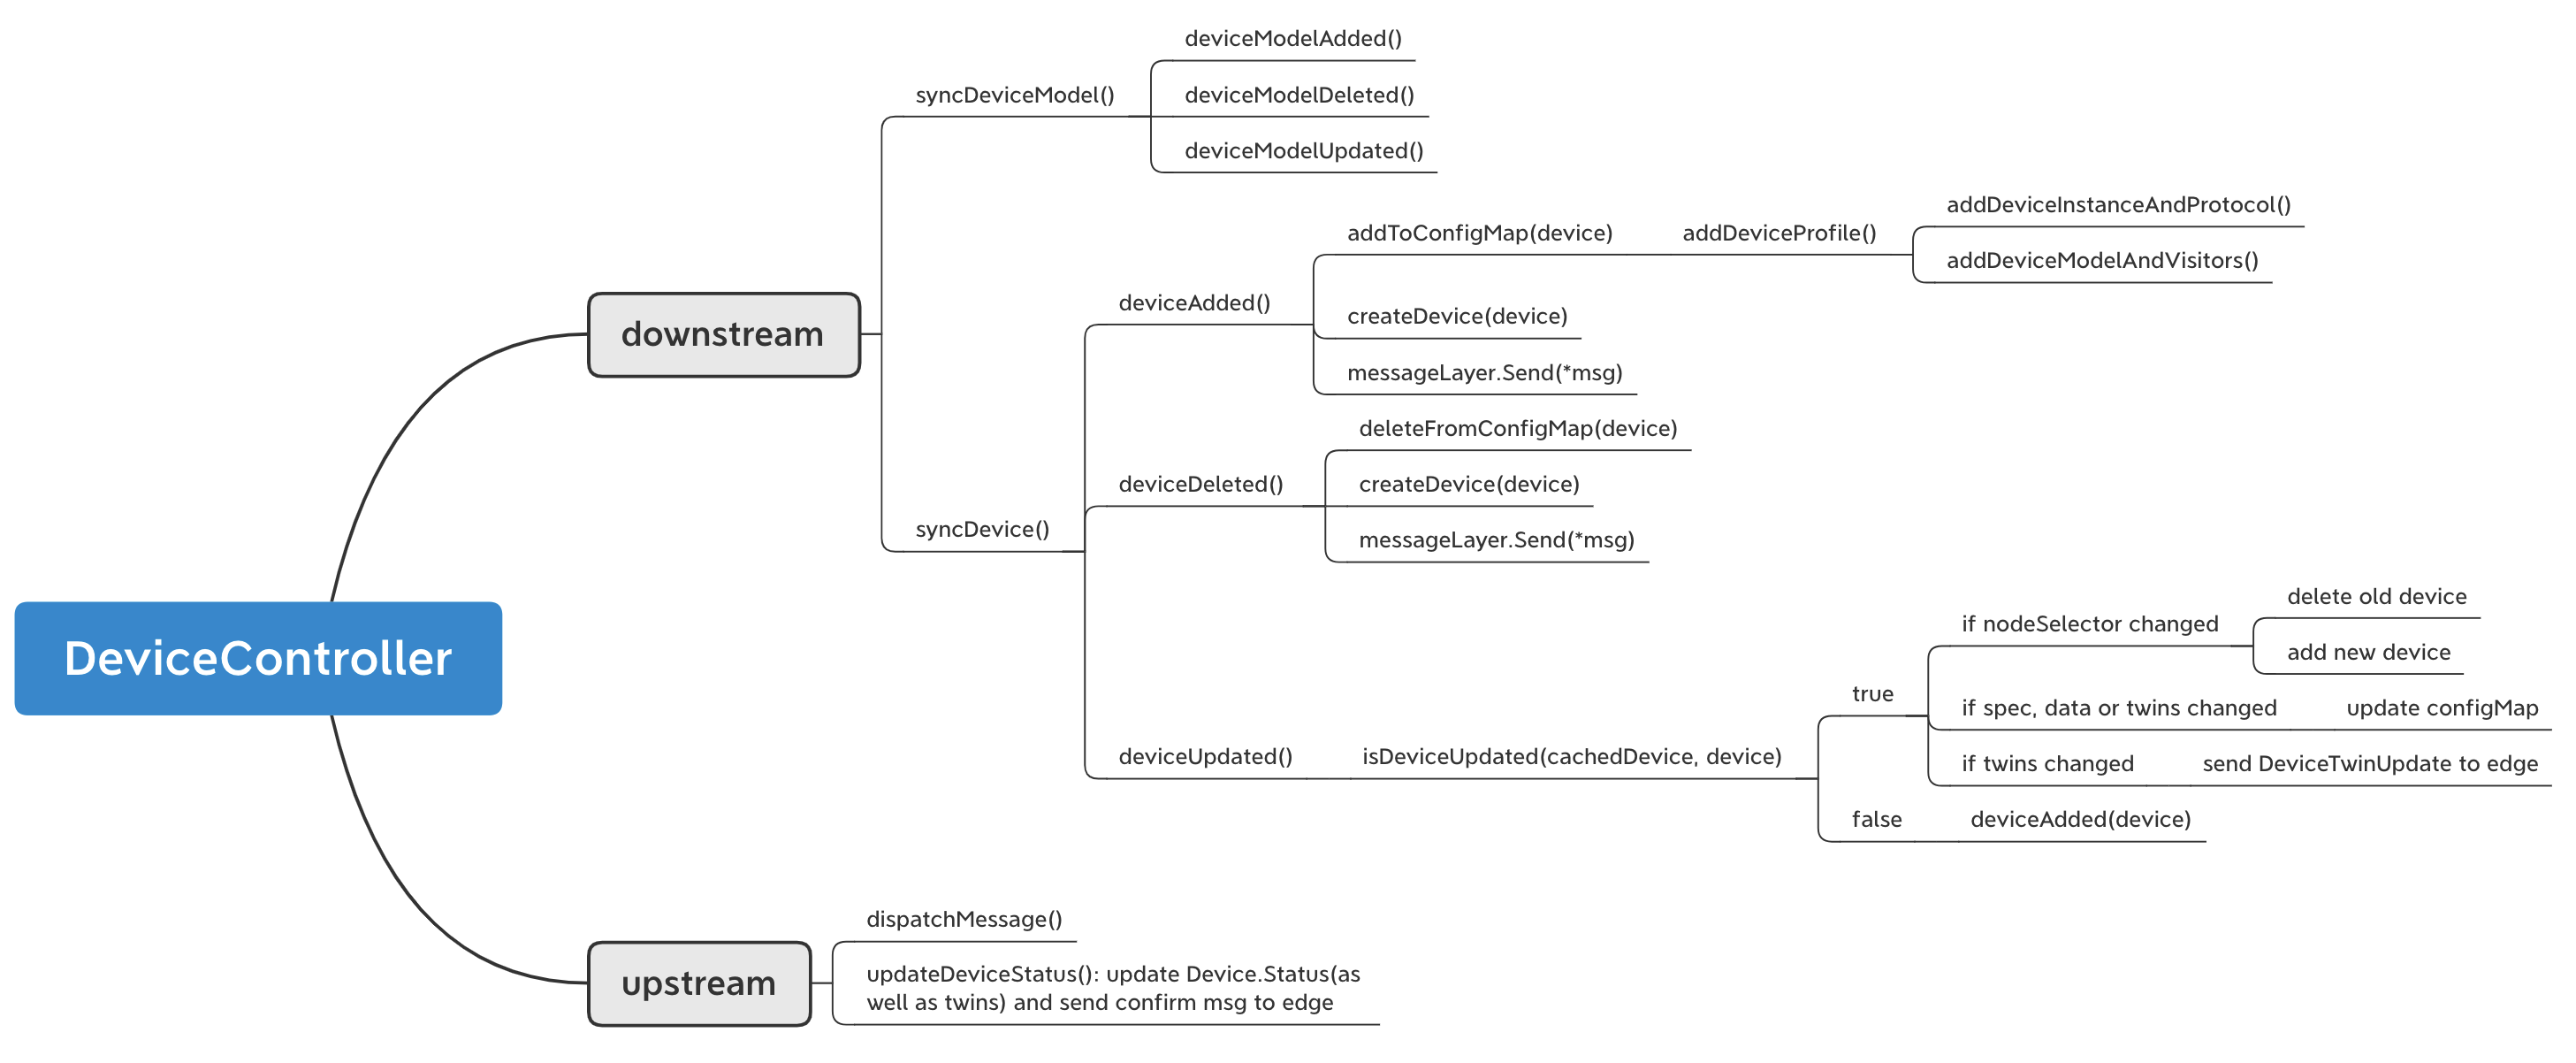 DeviceController
downstream
syncDeviceModel()
deviceModelAdded()
deviceModelDeleted()
deviceModelUpdated()
syncDevice()
deviceAdded()
addToConfigMap(device)
addDeviceProfile()
addDeviceInstanceAndProtocol()
addDeviceModelAndVisitors()
createDevice(device)
messageLayer.Send(*msg)
deviceDeleted()
deleteFromConfigMap(device)
createDevice(device)
messageLayer.Send(*msg)
deviceUpdated()
isDeviceUpdated(cachedDevice, device)
true
if nodeSelector changed
delete old device
add new device
if spec, data or twins changed
update configMap
if twins changed
send DeviceTwinUpdate to edge
false
deviceAdded(device)
upstream
dispatchMessage()
updateDeviceStatus(): update Device.Status(as
well as twins) and send confirm msg to edge